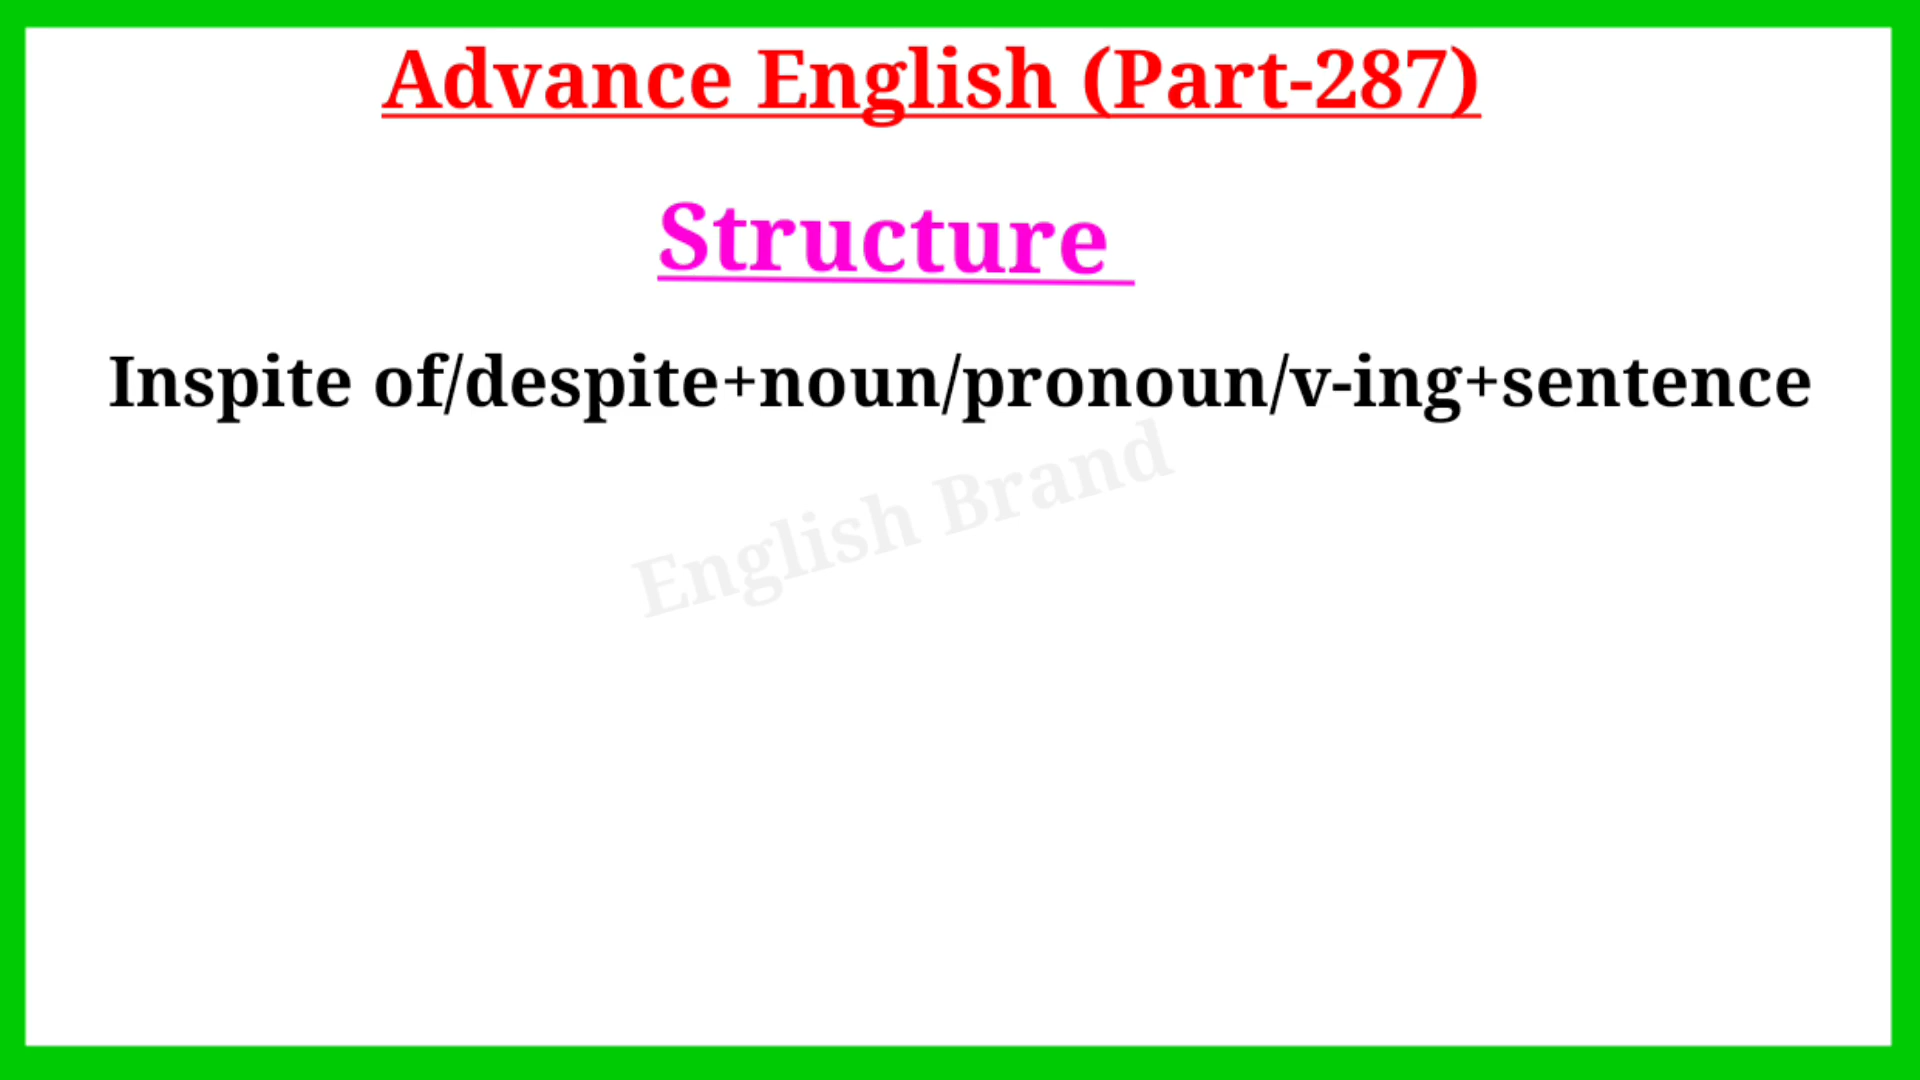 Advance English (Part-287)
Structure
Inspite of/despite+noun/pronoun/v-ing+sentence
English Brand